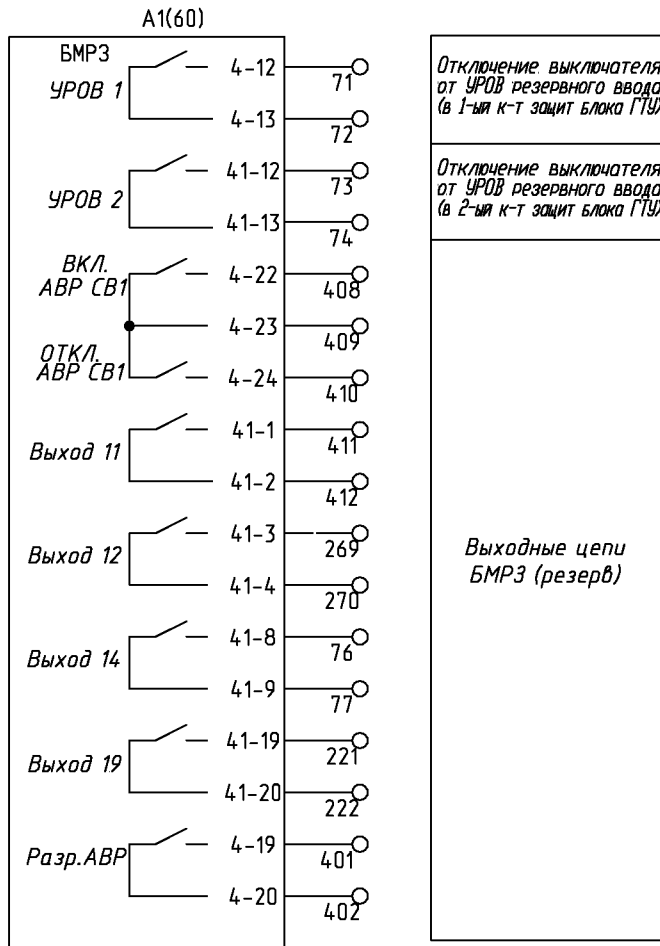 А1(60)
БМРЗ
УРОВ 1
4-12
71
4-13
72
УРОВ 2
41-12
73
41-13
74
ВКЛ.
АВР СВ1
4-22
408
4-23
409
ОТКЛ.
АВР СВ1
4-24
410
Выход 11
41-1
411
41-2
412
Выход 12
41-3
269
41-4
270
Выход 14
41-8
76
41-9
77
Выход 19
41-19
221
41-20
222
Разр.АВР
4-19
401
4-20
402
Отключение выключателя
от УРОВ резервного ввода
(в 1-ый к-т защит блока ГТУ)
Отключение выключателя
от УРОВ резервного ввода
(в 2-ый к-т защит блока ГТУ)
Выходные цепи
БМРЗ (резерв)